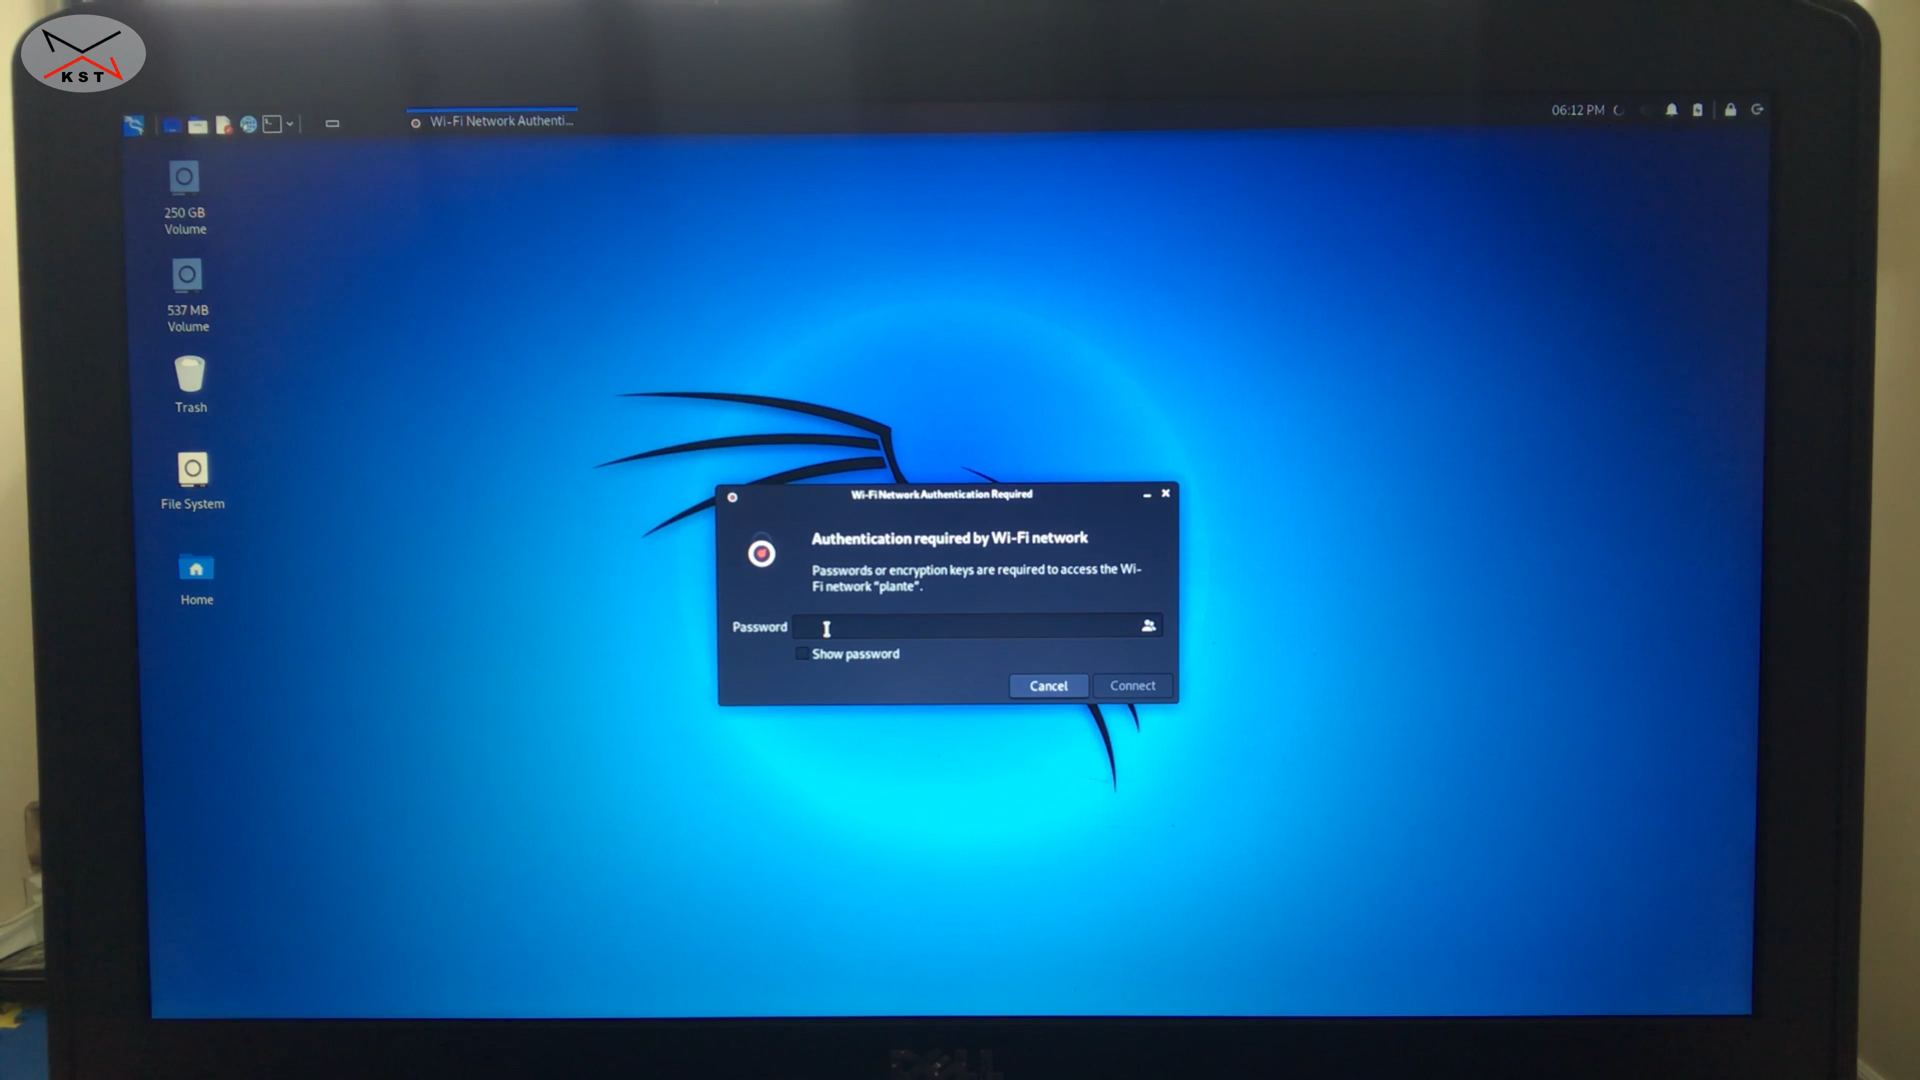 KST
Wi-Fi Network Authenti...
06:12 PM
250 GB
Volume
537 MB
Volume
Trash
File System
Home
Wi-Fi Network Authentication Required
Authentication required by Wi-Fi network
Passwords or encryption keys are required to access the Wi-
Fi network "plante".
Password
Show password
Cancel
Connect
DELL